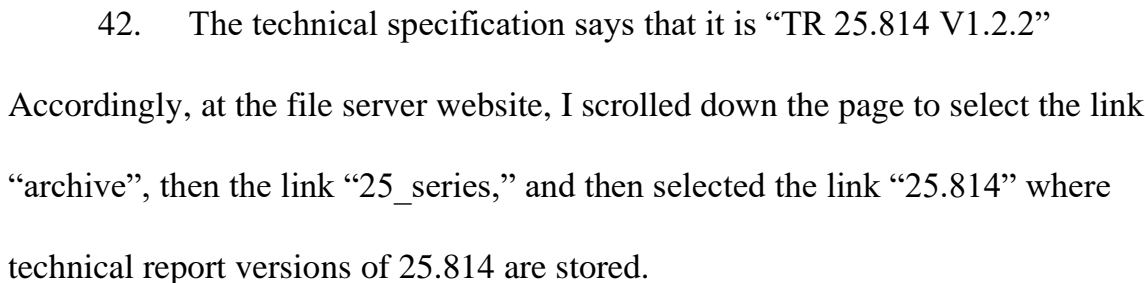 42. The technical specification says that it is “TR 25.814 V1.2.2”
Accordingly, at the file server website, I scrolled down the page to select the link
“archive”, then the link “25_series,” and then selected the link “25.814” where
technical report versions of 25.814 are stored.